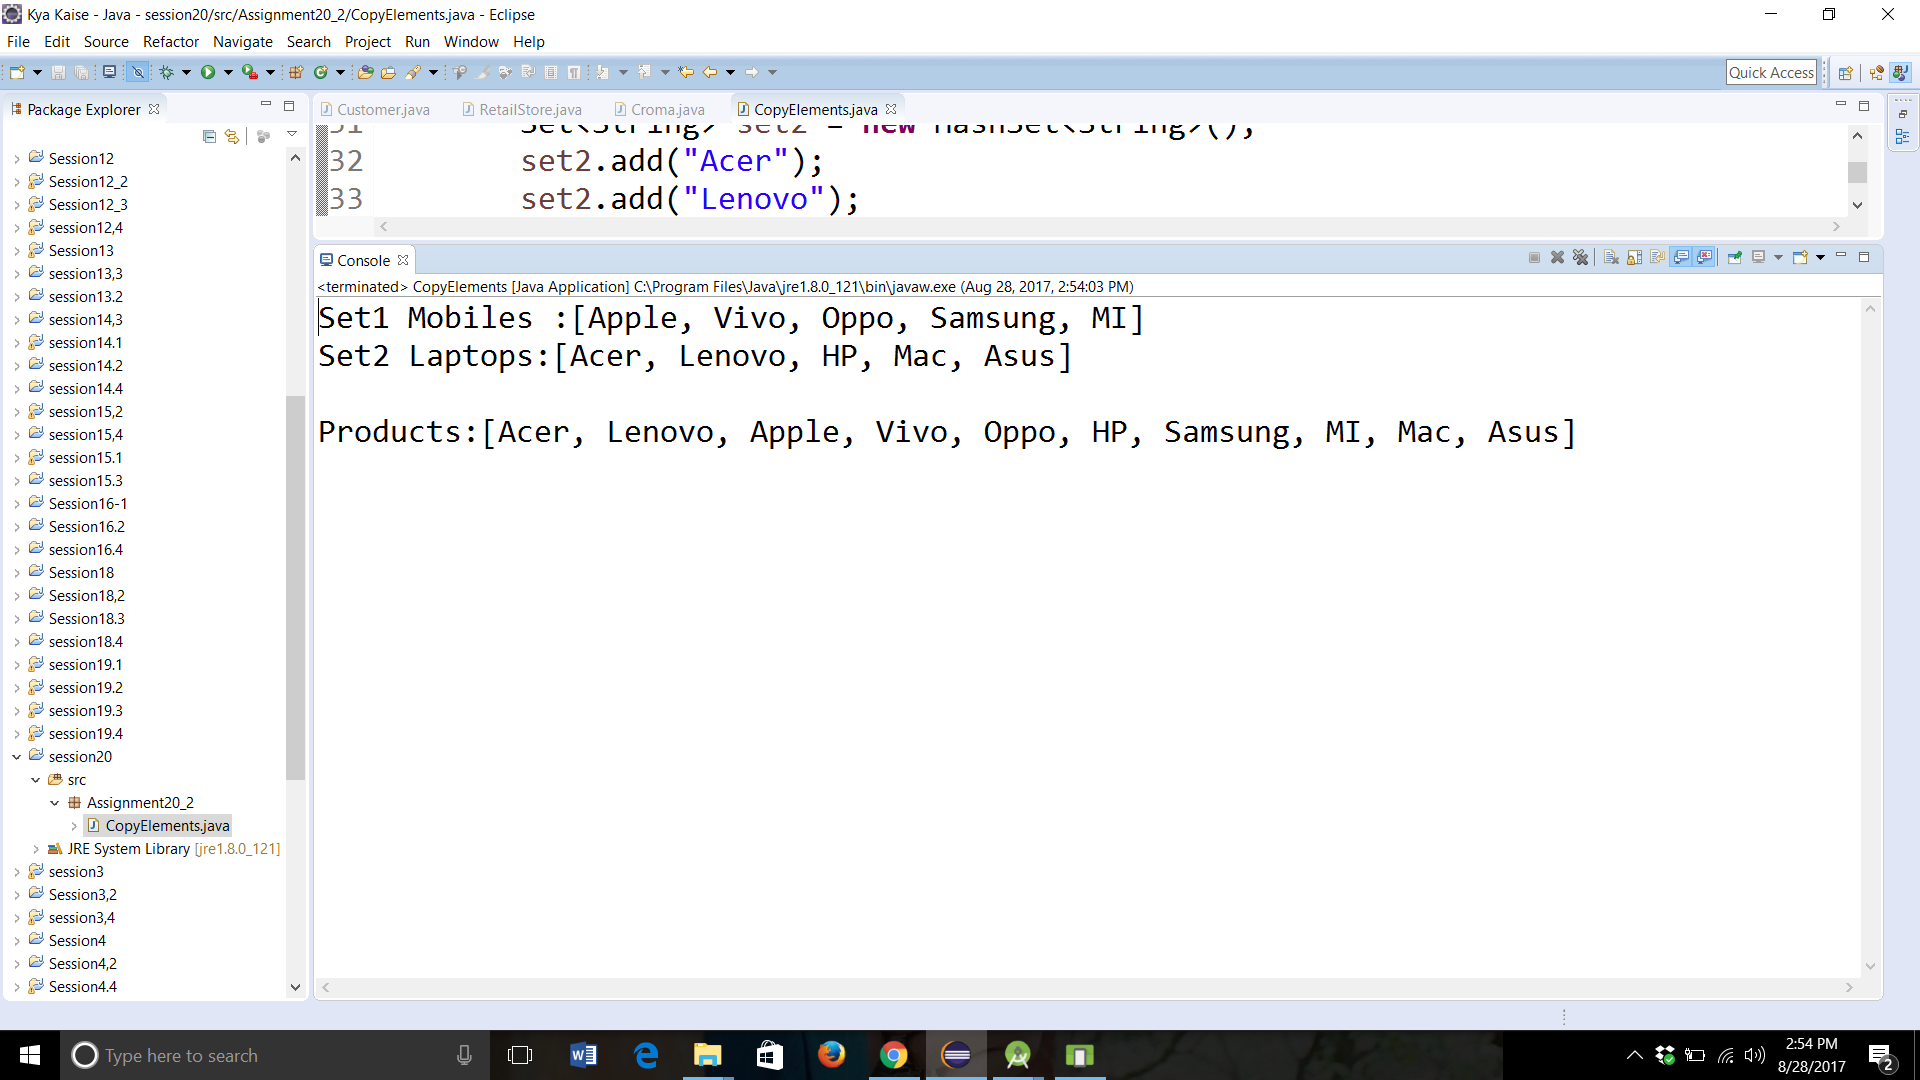 Kya Kaise - Java - session20/src/Assignment20_2/CopyElements.java - Eclipse
File Edit Source Refactor Navigate Search Project Run Window Help
Quick Access
Package Explorer
Customer.java RetailStore.java Croma.java CopyElements.java
31 Set<String> set2 = new HashSet<String>();
32 set2.add("Acer");
33 set2.add("Lenovo");
Console
<terminated> CopyElements [Java Application] C:\Program Files\Java\jre1.8.0_121\bin\javaw.exe (Aug 28, 2017, 2:54:03 PM)
Set1 Mobiles :[Apple, Vivo, Oppo, Samsung, MI]
Set2 Laptops:[Acer, Lenovo, HP, Mac, Asus]
Products:[Acer, Lenovo, Apple, Vivo, Oppo, HP, Samsung, MI, Mac, Asus]
Session12
Session12_2
Session12_3
session12,4
Session13
session13,3
session13.2
session14,3
session14.1
session14.2
session14.4
session15,2
session15,4
session15.1
session15.3
Session16-1
Session16.2
session16.4
Session18
Session18,2
Session18.3
session18.4
session19.1
session19.2
session19.3
session19.4
session20
src
Assignment20_2
CopyElements.java
JRE System Library [jre1.8.0_121]
session3
Session3,2
session3,4
Session4
Session4,2
Session4.4
Type here to search
2:54 PM
8/28/2017
2